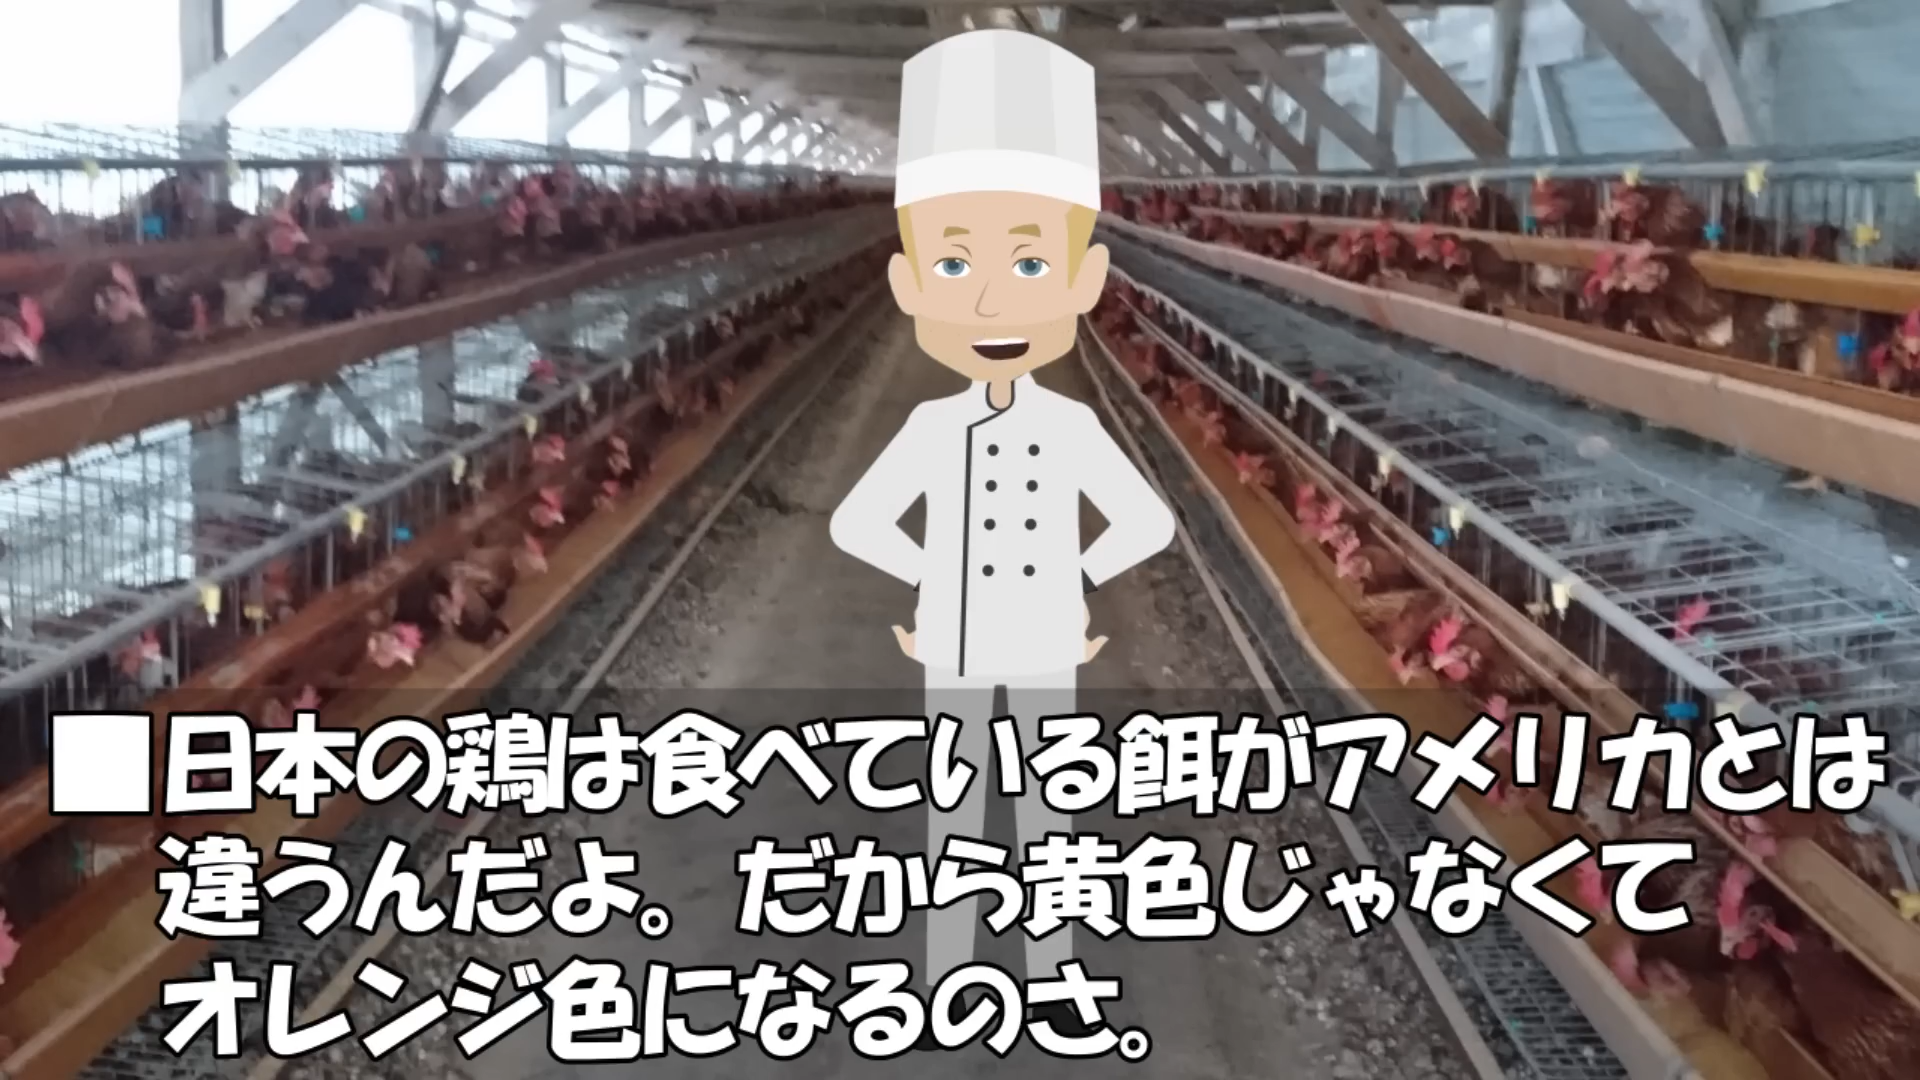 ■日本の鶏は食べている餌がアメリカとは
違うんだよ。だから黄色じゃなくて
オレンジ色になるのさ。